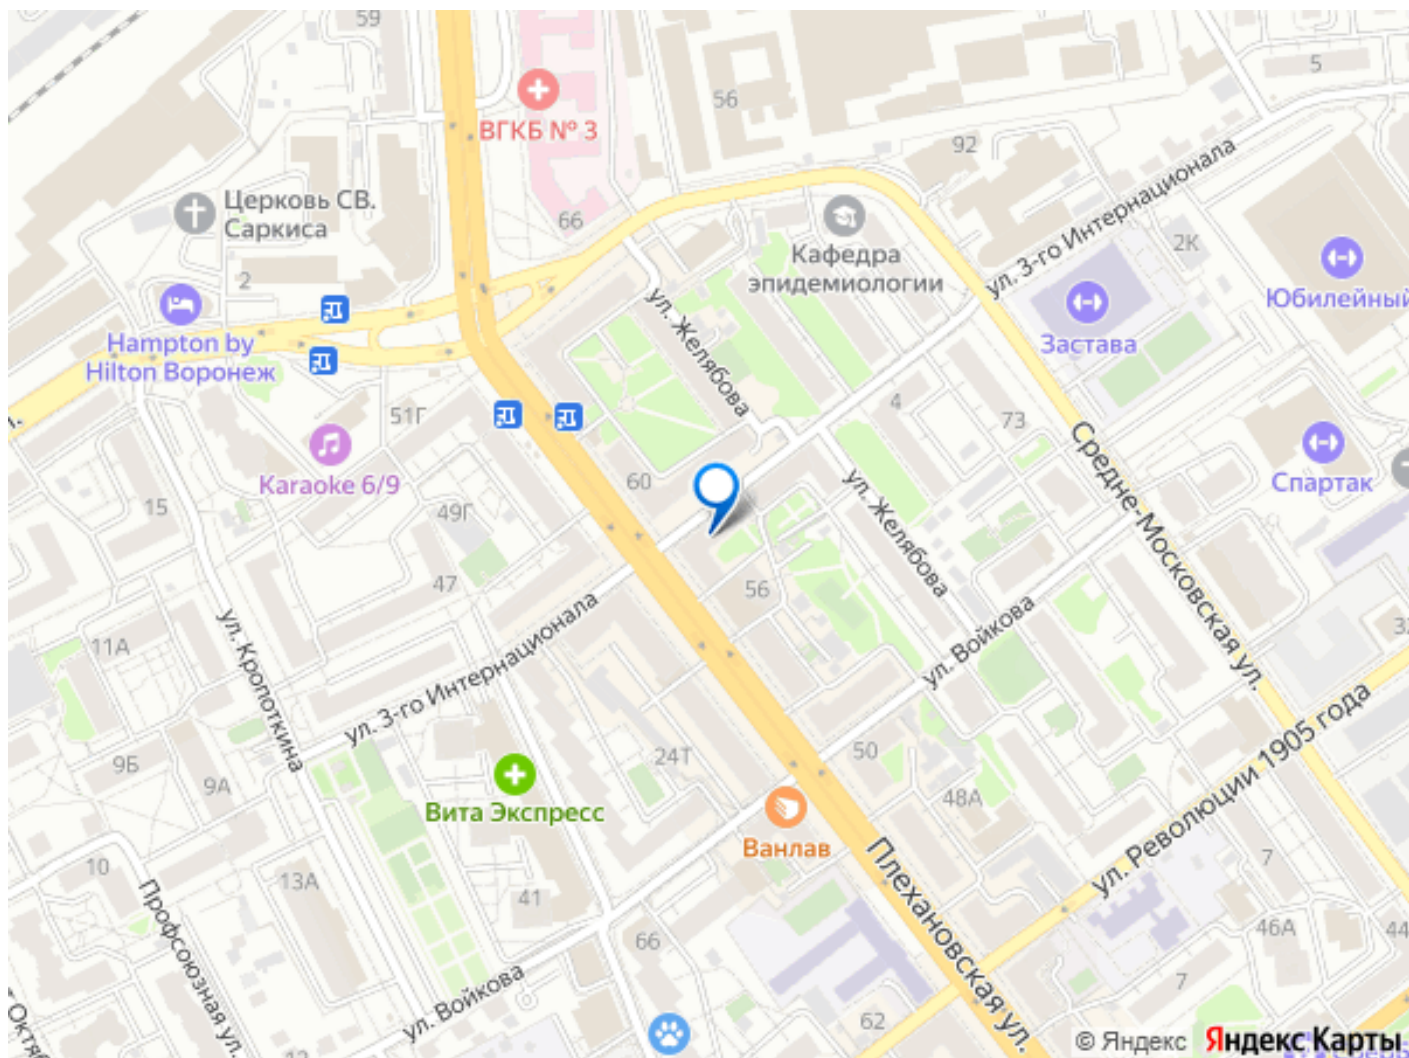 59
5
56
ВГКБ № 3
92
Церковь СВ.
Саркиса
66
ул. 3-го Интернационала
2К
Кафедра
эпидемиологии
2
Юбилейный
Hampton by
Hilton Воронеж
ул. Желябова
Застава
51Г
4
73
Karaoke 6/9
60
Спартак
15
49Г
ул. Желябова
Средне-Московская ул.
47
56
ул. 3-го Интернационала
ул. Войкова
11А
ул. Кропоткина
32
9Б
9А
24Т
50
ул. Революции 1905 года
Вита Экспресс
48А
Ванлав
10
13А
7
Плехановская ул.
41
Профсоюзная ул.
66
46А
44
ул. Войкова
7
62
© Яндекс Яндекс Карты